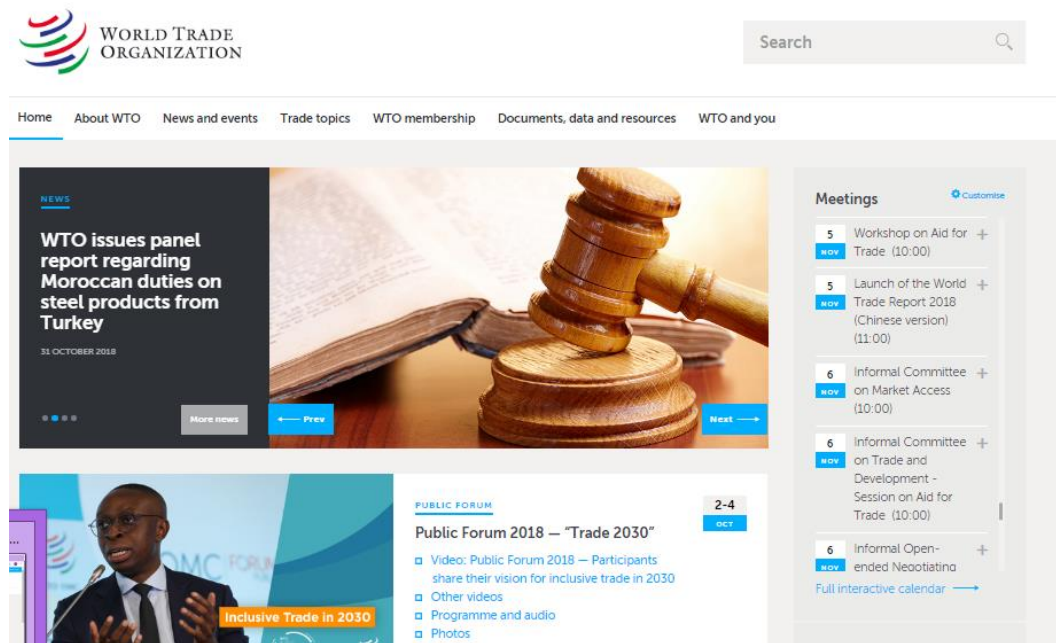 WORLD TRADE
ORGANIZATION
Search
Home About WTO News and events Trade topics WTO membership Documents, data and resources WTO and you
NEWS
WTO issues panel
report regarding
Moroccan duties on
steel products from
Turkey
31 OCTOBER 2018
More news
Prev
Next
Meetings
Customise
5 NOV
Workshop on Aid for
Trade (10:00)
5 NOV
Launch of the World
Trade Report 2018
(Chinese version)
(11:00)
6 NOV
Informal Committee
on Market Access
(10:00)
6 NOV
Informal Committee
on Trade and
Development -
Session on Aid for
Trade (10:00)
6 NOV
Informal Open-
ended Negotiating
Full interactive calendar
OMC FORUM
Inclusive Trade in 2030
PUBLIC FORUM
2-4
OCT
Public Forum 2018 — “Trade 2030”
Video: Public Forum 2018 — Participants
share their vision for inclusive trade in 2030
Other videos
Programme and audio
Photos